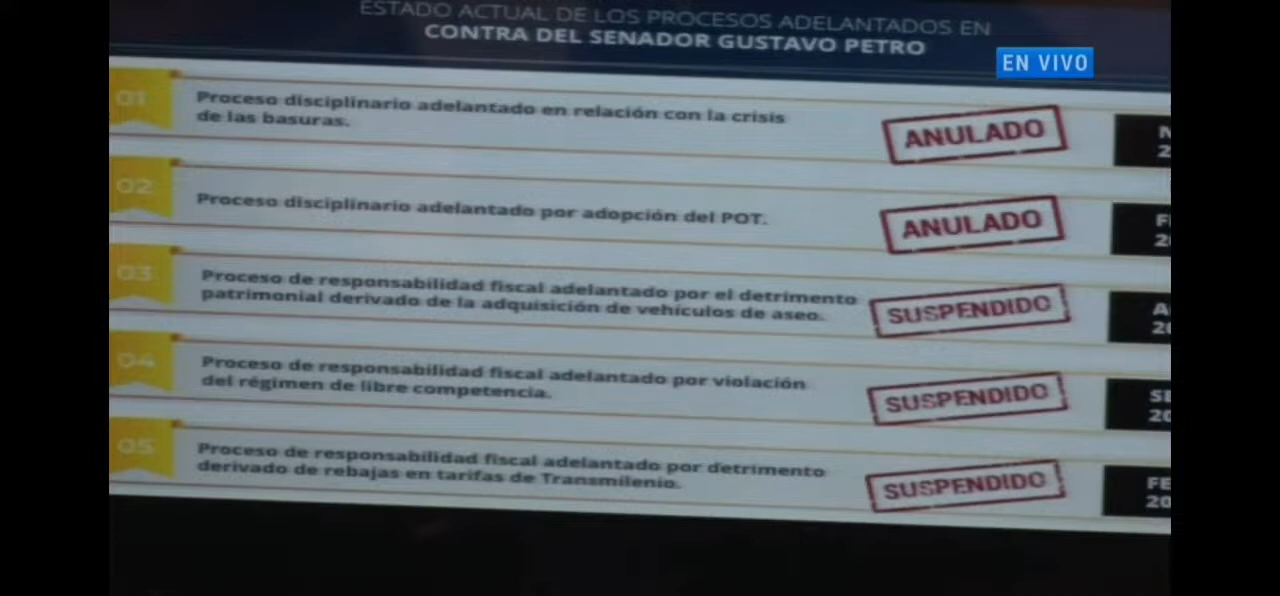 ESTADO ACTUAL DE LOS PROCESOS ADELANTADOS EN
CONTRA DEL SENADOR GUSTAVO PETRO
EN VIVO
01
Proceso disciplinario adelantado en relación con la crisis
de las basuras.
ANULADO
02
Proceso disciplinario adelantado por adopción del POT.
ANULADO
03
Proceso de responsabilidad fiscal adelantado por el detrimento
patrimonial derivado de la adquisición de vehículos de aseo.
SUSPENDIDO
04
Proceso de responsabilidad fiscal adelantado por violación
del régimen de libre competencia.
SUSPENDIDO
05
Proceso de responsabilidad fiscal adelantado por detrimento
derivado de rebajas en tarifas de Transmilenio.
SUSPENDIDO